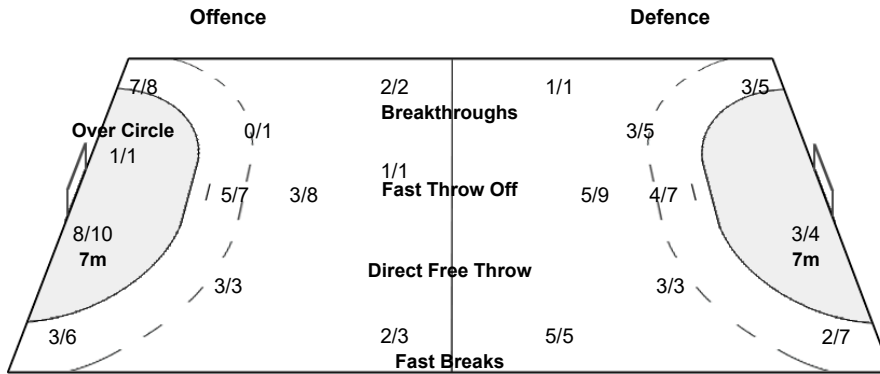 Offence Defence
7/8 2/2 1/1 3/5
Breakthroughs
Over Circle 0/1 3/5
1/1
1/1
Fast Throw Off
5/7 3/8 5/9 4/7
8/10 3/4
7m 7m
Direct Free Throw
3/3 3/3
3/6 2/3 5/5 2/7
Fast Breaks